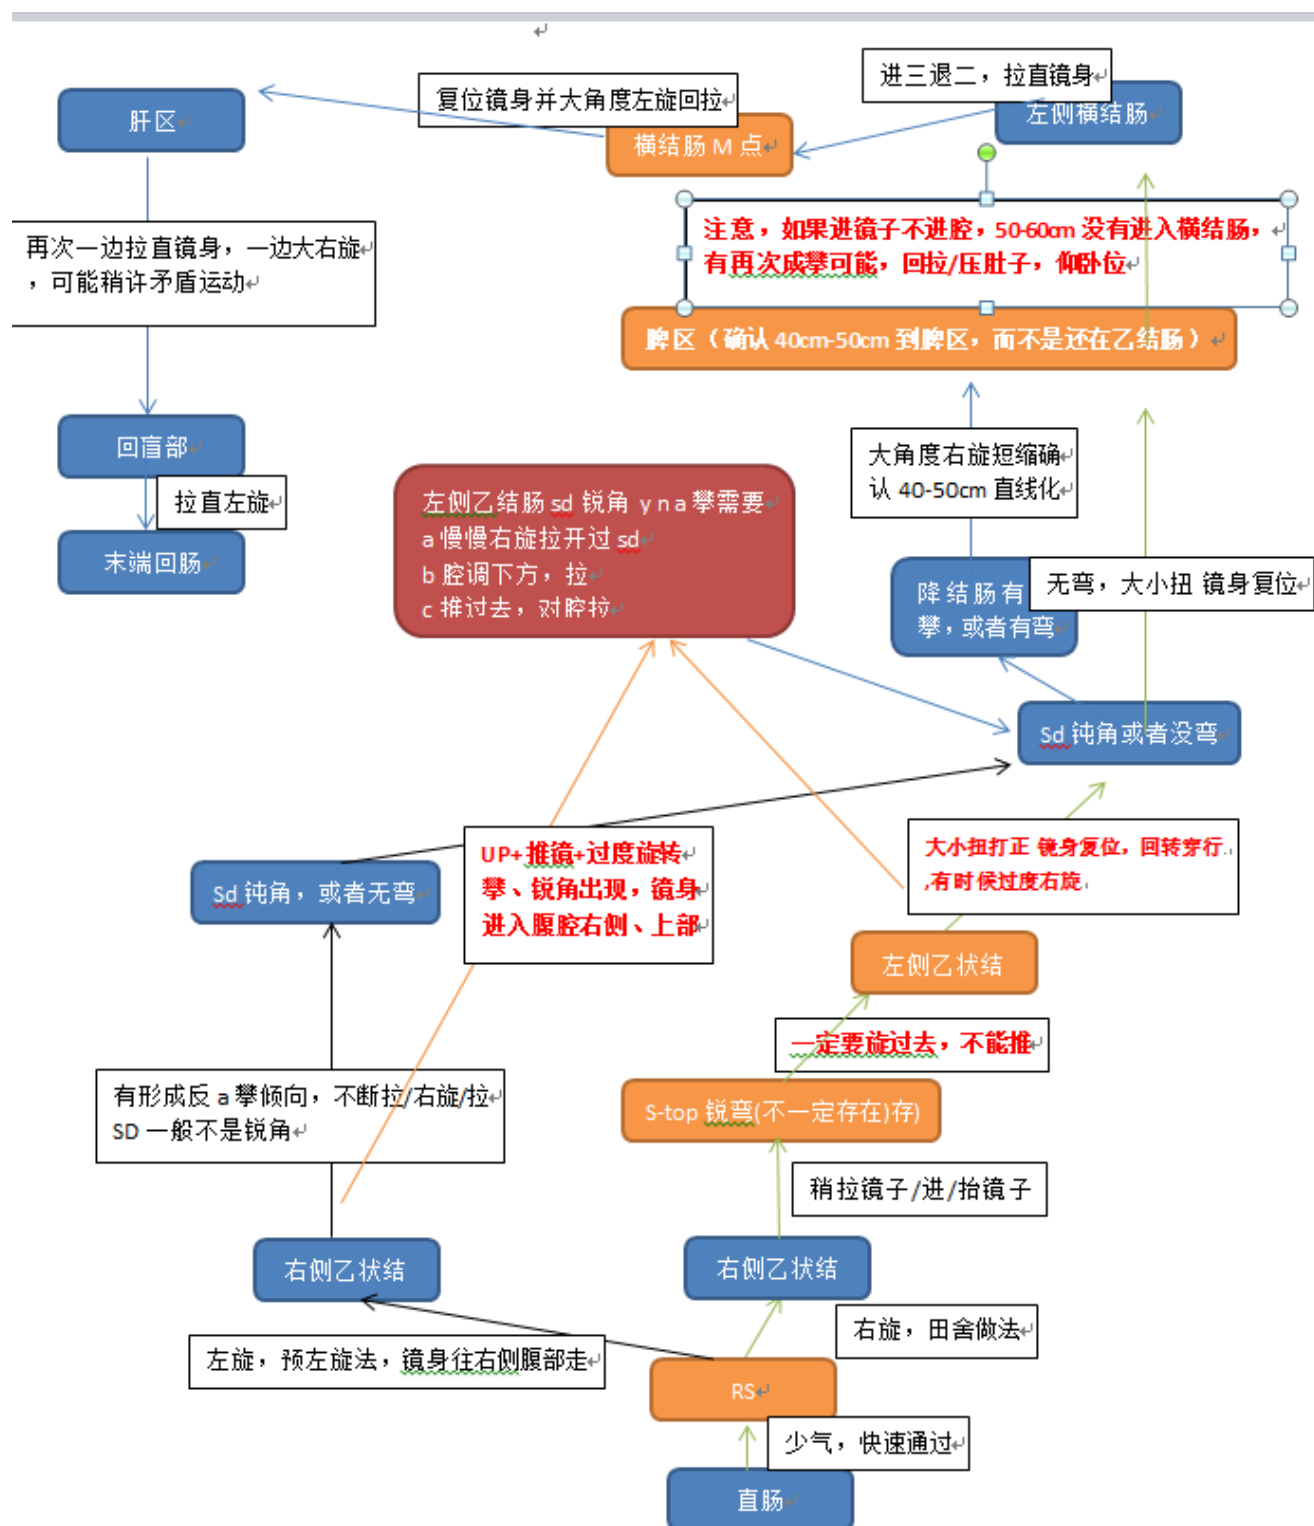 进三退二，拉直镜身
复位镜身并大角度左旋回拉
肝区
左侧横结肠
横结肠 M 点
注意，如果进镜子不进腔，50-60cm 没有进入横结肠，
有再次成攀可能，回拉/压肚子，仰卧位
再次一边拉直镜身，一边大右旋
，可能稍许矛盾运动
脾区（确认 40cm-50cm 到脾区，而不是还在乙结肠）
回盲部
大角度右旋短缩确
认 40-50cm 直线化
拉直左旋
左侧乙结肠 sd 锐角 y n a 攀需要
a 慢慢右旋拉开过 sd
b 腔调下方，拉
c 推过去，对腔拉
末端回肠
无弯，大小扭 镜身复位
降结肠有
攀，或者有弯
Sd 钝角或者没弯
UP+推镜+过度旋转
攀、锐角出现，镜身
进入腹腔右侧、上部
大小扭打正 镜身复位，回转穿行.
,有时候过度右旋
Sd 钝角，或者无弯
左侧乙状结
一定要旋过去，不能推
有形成反 a 攀倾向，不断拉/右旋/拉
SD 一般不是锐角
S-top 锐弯(不一定存在)存)
稍拉镜子/进/抬镜子
右侧乙状结
右侧乙状结
右旋，田舍做法
左旋，预左旋法，镜身往右侧腹部走
RS
少气，快速通过
直肠